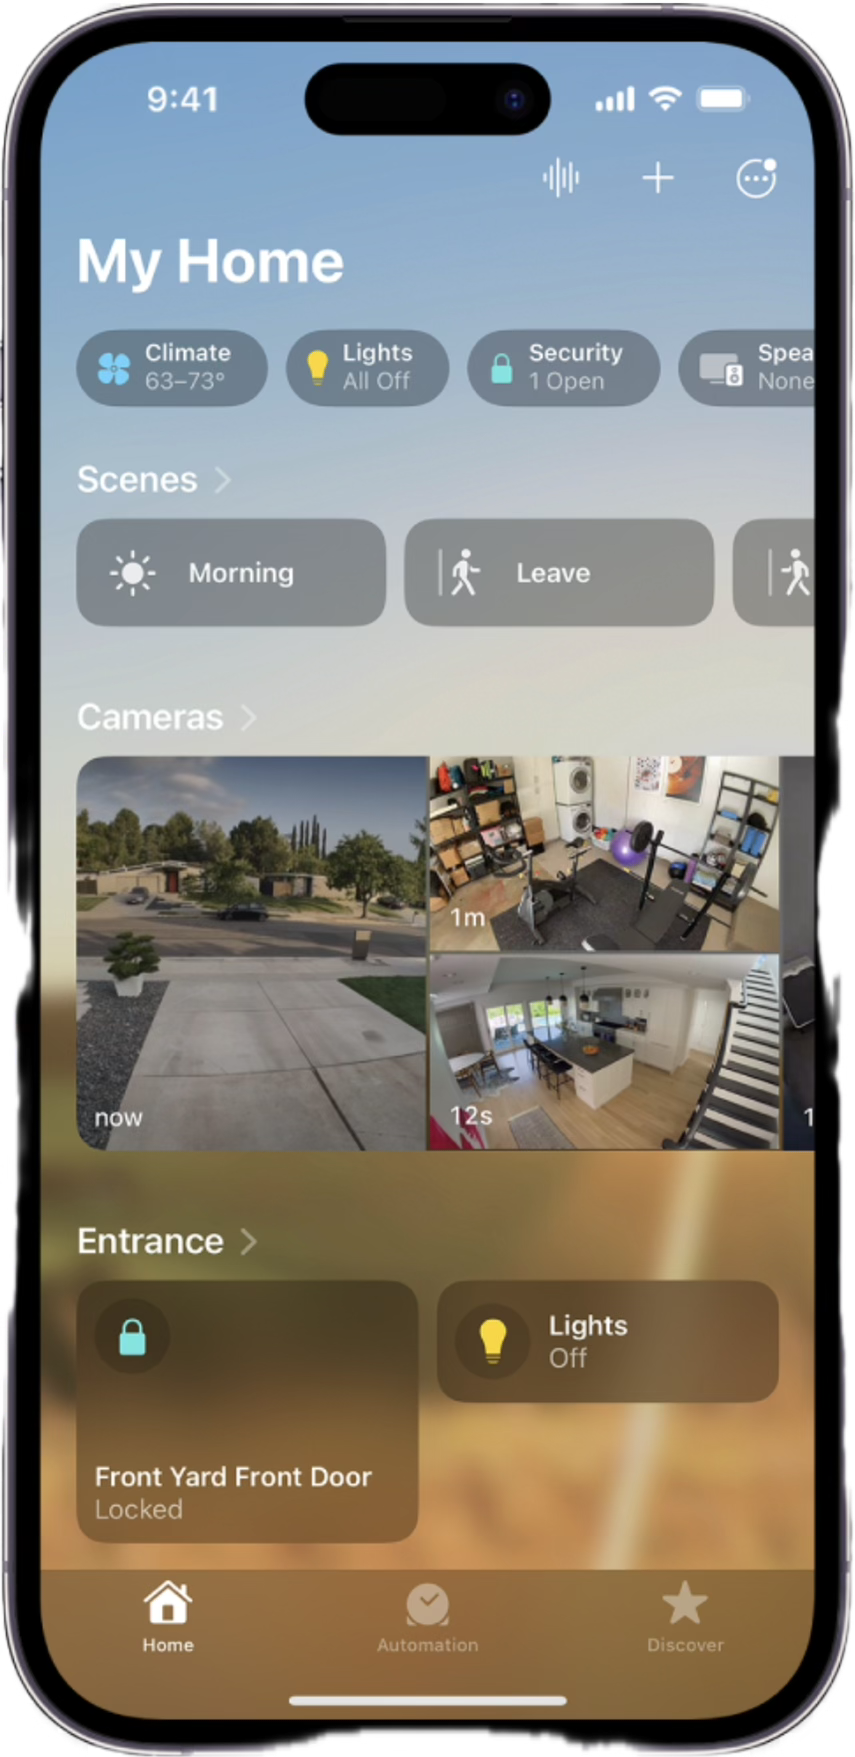 9:41
My Home
Climate
63–73°
Lights
All Off
Security
1 Open
Spea
None
Scenes
Morning
Leave
Cameras
1m
now
12s
1
Entrance
Lights
Off
Front Yard Front Door
Locked
Home
Automation
Discover